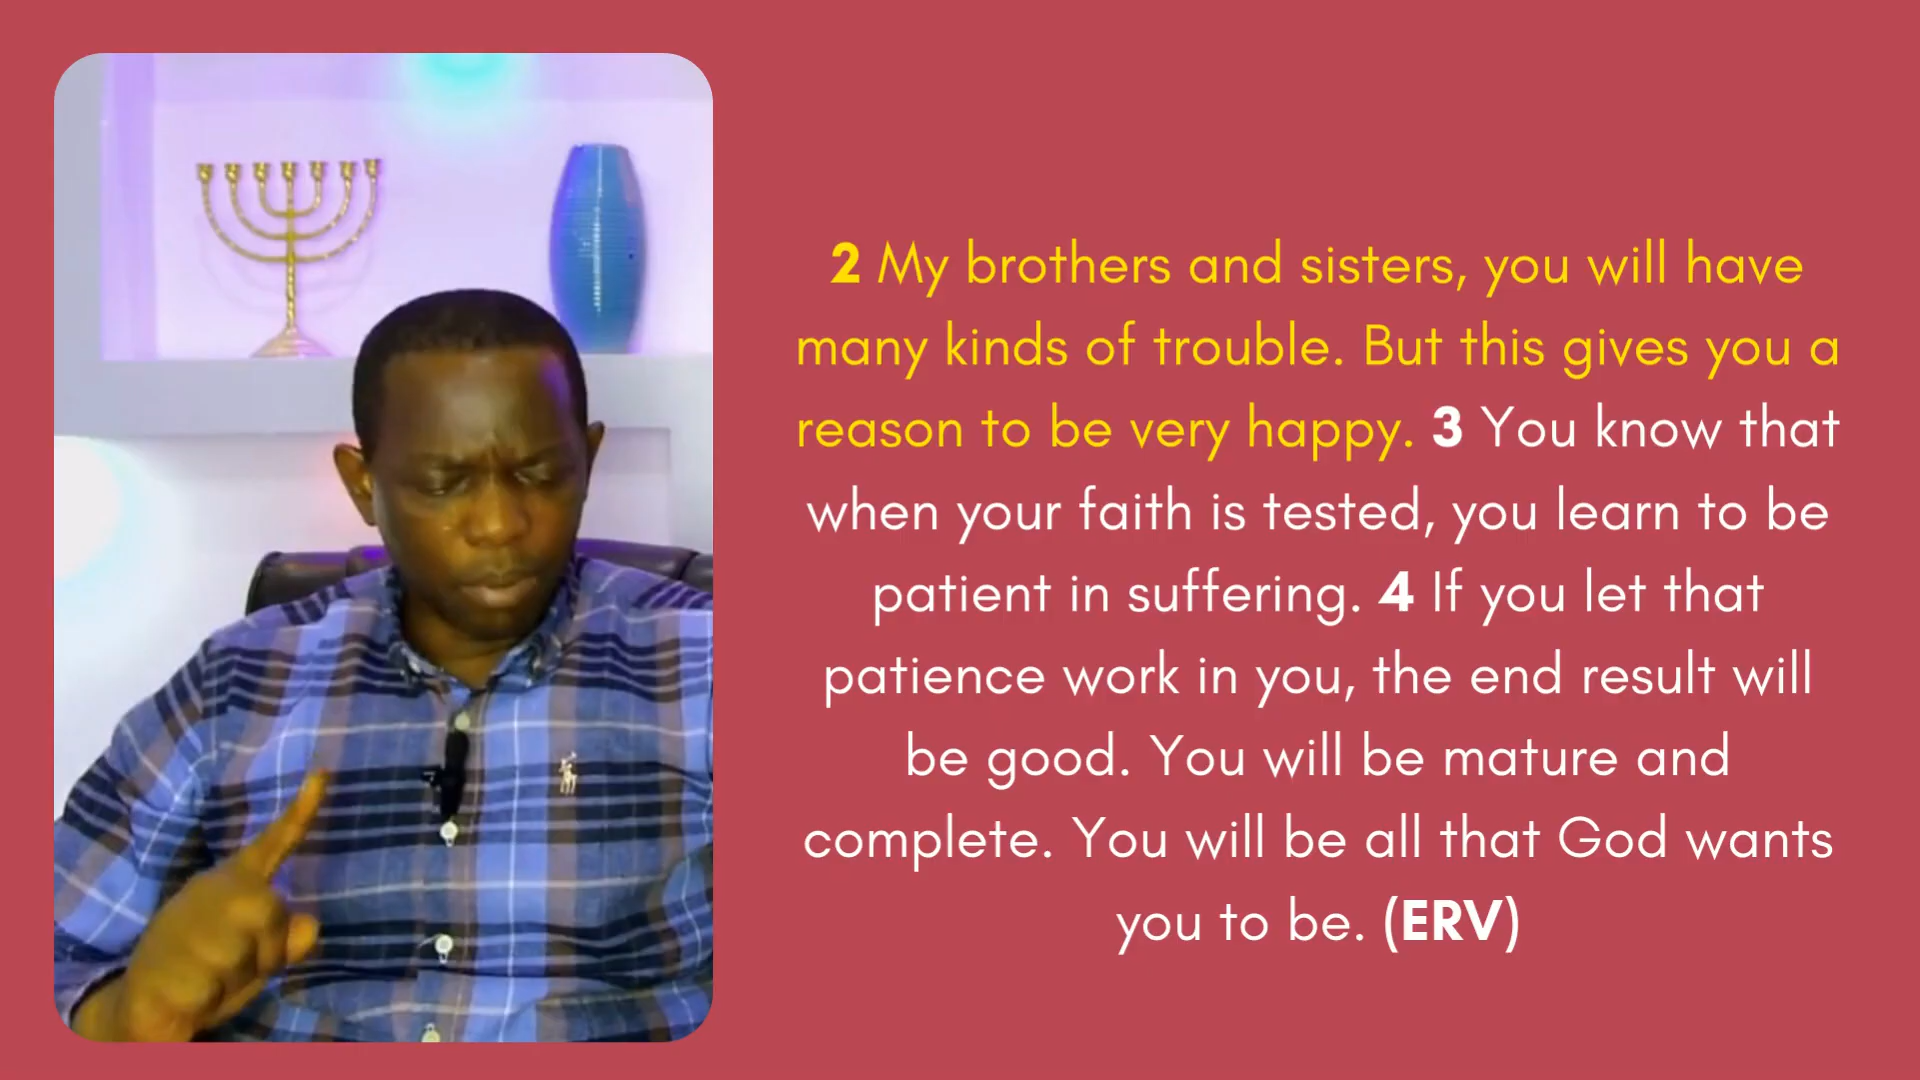 2 My brothers and sisters, you will have
many kinds of trouble. But this gives you a
reason to be very happy. 3 You know that
when your faith is tested, you learn to be
patient in suffering. 4 If you let that
patience work in you, the end result will
be good. You will be mature and
complete. You will be all that God wants
you to be. (ERV)